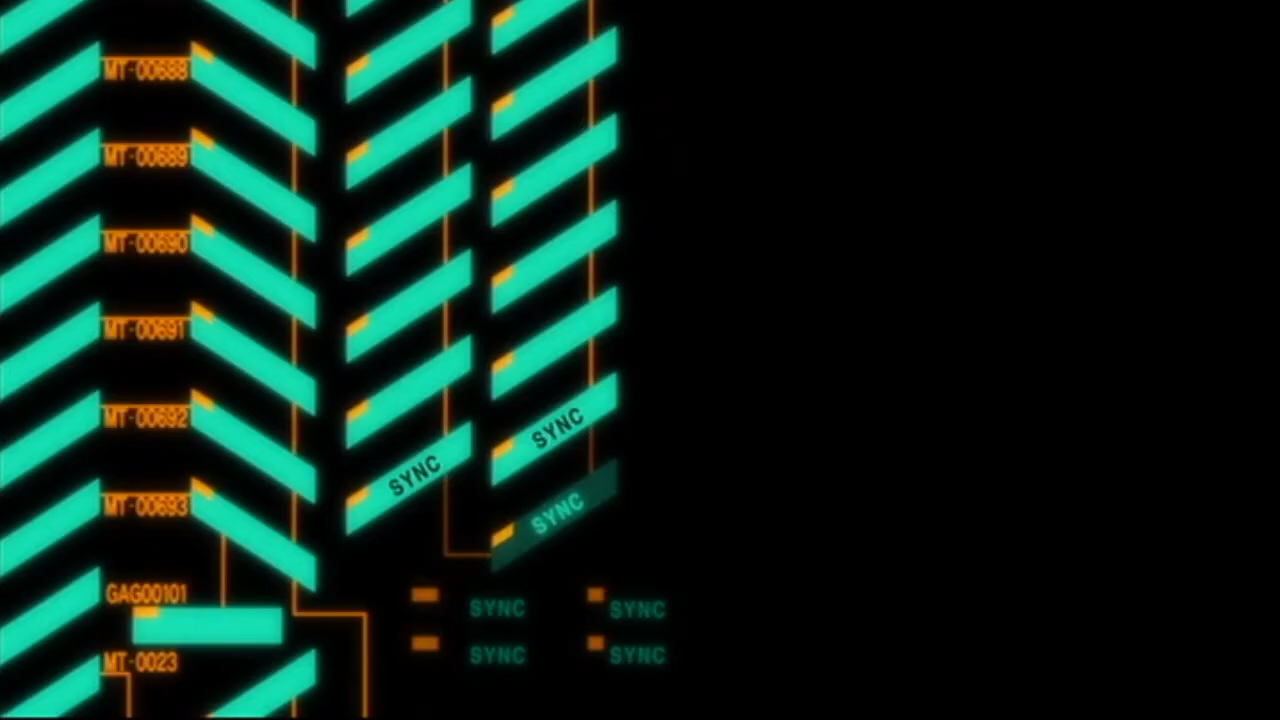 MT-00688
MT-00689
MT-00690
MT-00691
MT-00692
SYNC
SYNC
MT-00693
SYNC
GAG00101
SYNC SYNC
MT-0023
SYNC SYNC